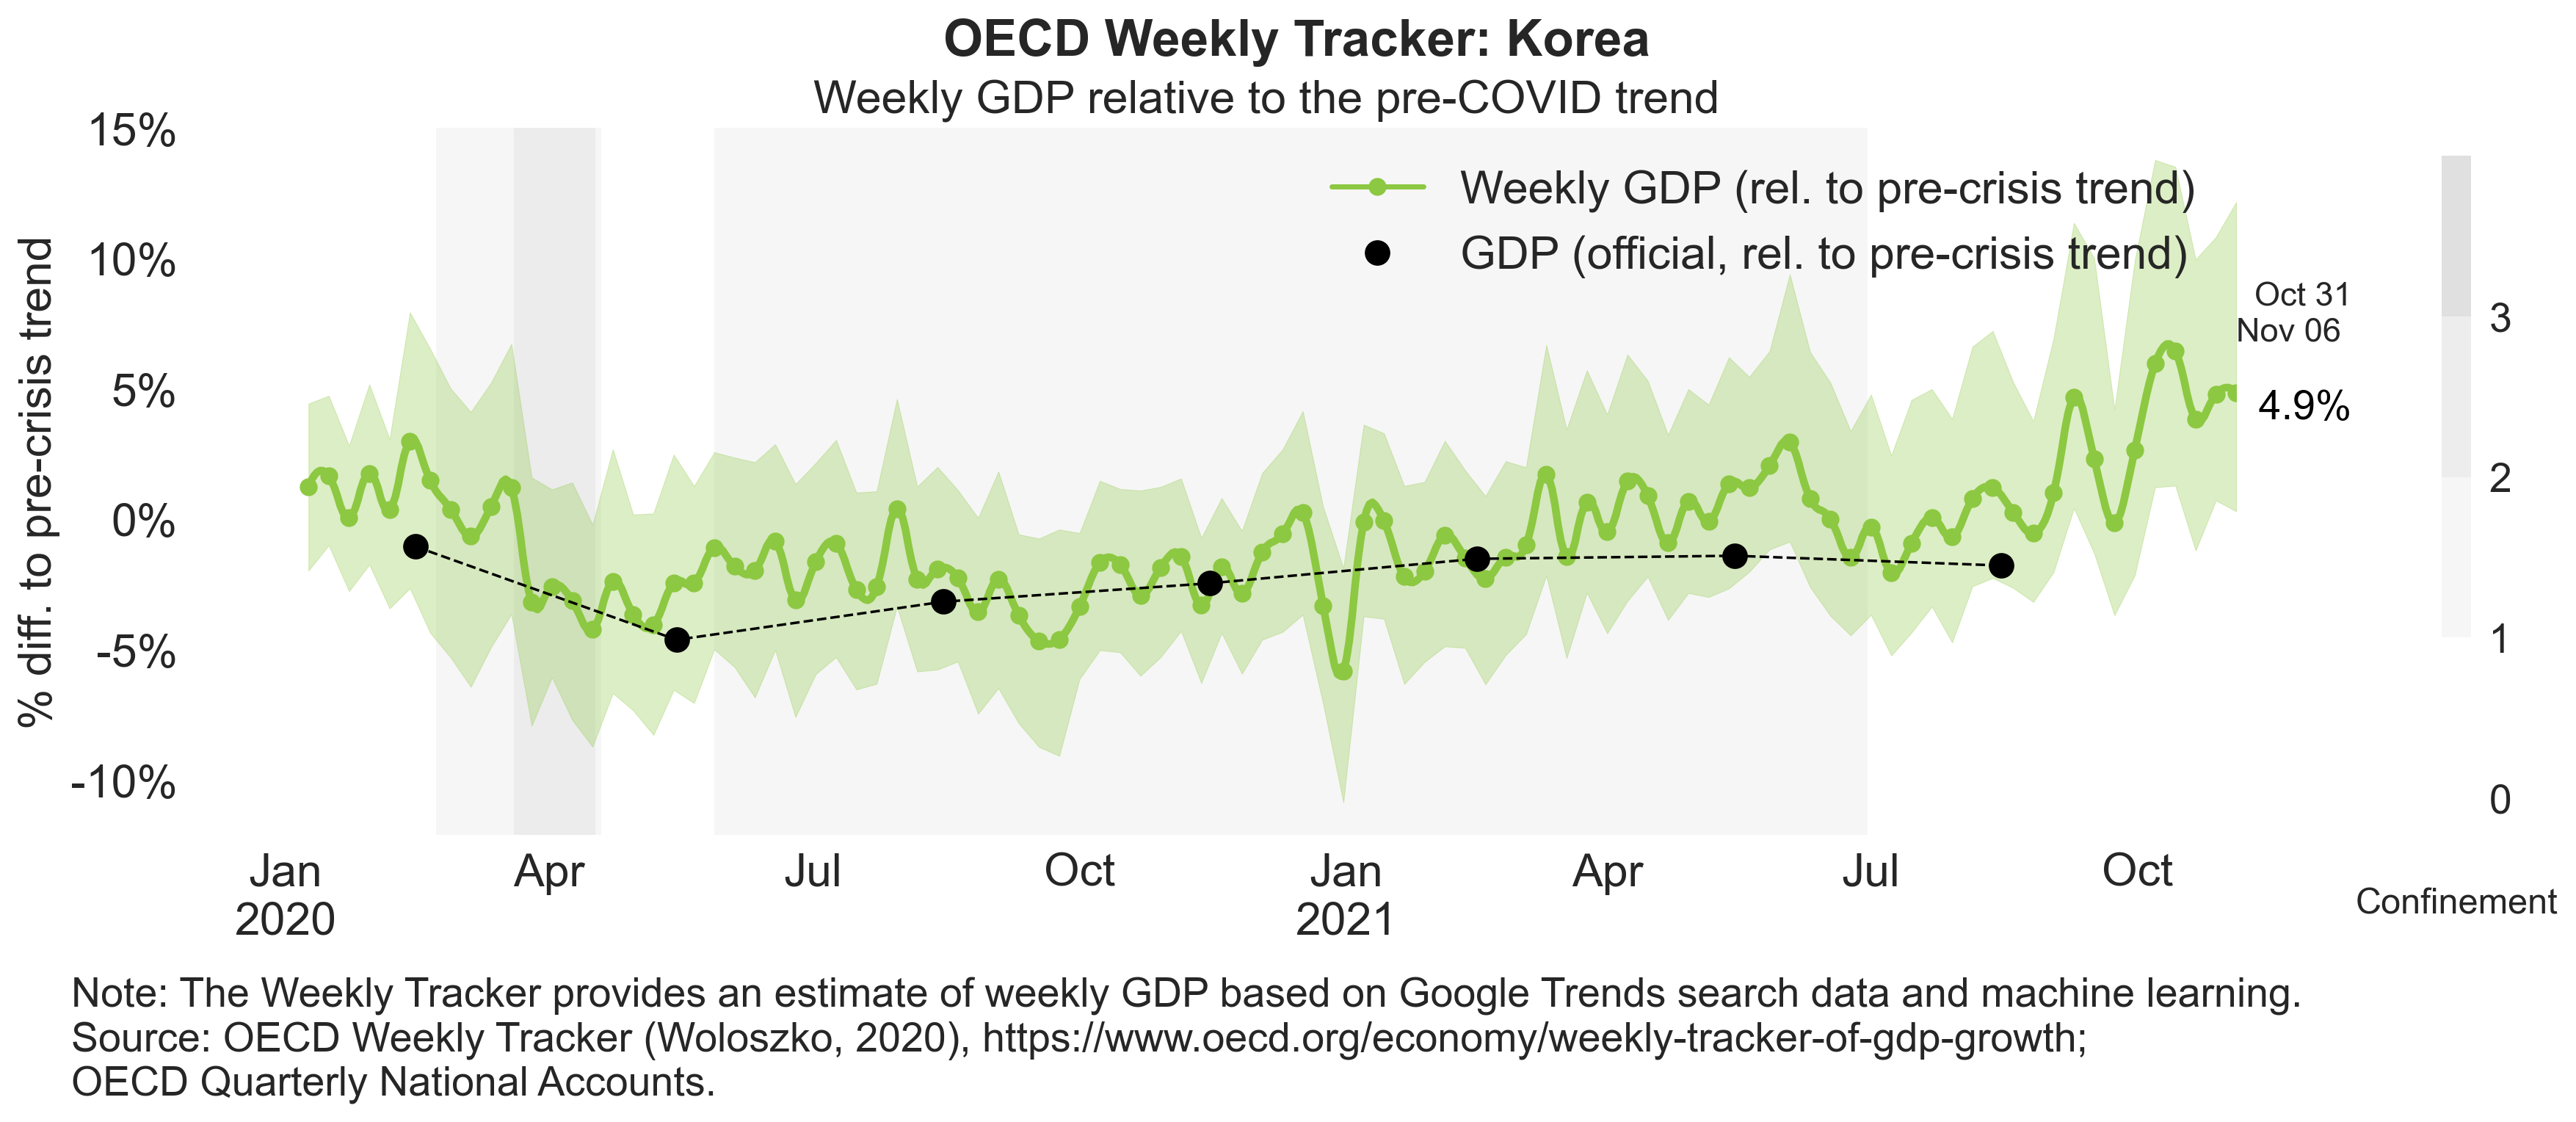 OECD Weekly Tracker: Korea
Weekly GDP relative to the pre-COVID trend
% diff. to pre-crisis trend
15%
10%
5%
0%
-5%
-10%
Weekly GDP (rel. to pre-crisis trend)
GDP (official, rel. to pre-crisis trend)
Oct 31
Nov 06
4.9%
3
2
1
0
Confinement
Jan Apr Jul Oct Jan Apr Jul Oct
2020 2021
Note: The Weekly Tracker provides an estimate of weekly GDP based on Google Trends search data and machine learning.
Source: OECD Weekly Tracker (Woloszko, 2020), https://www.oecd.org/economy/weekly-tracker-of-gdp-growth;
OECD Quarterly National Accounts.